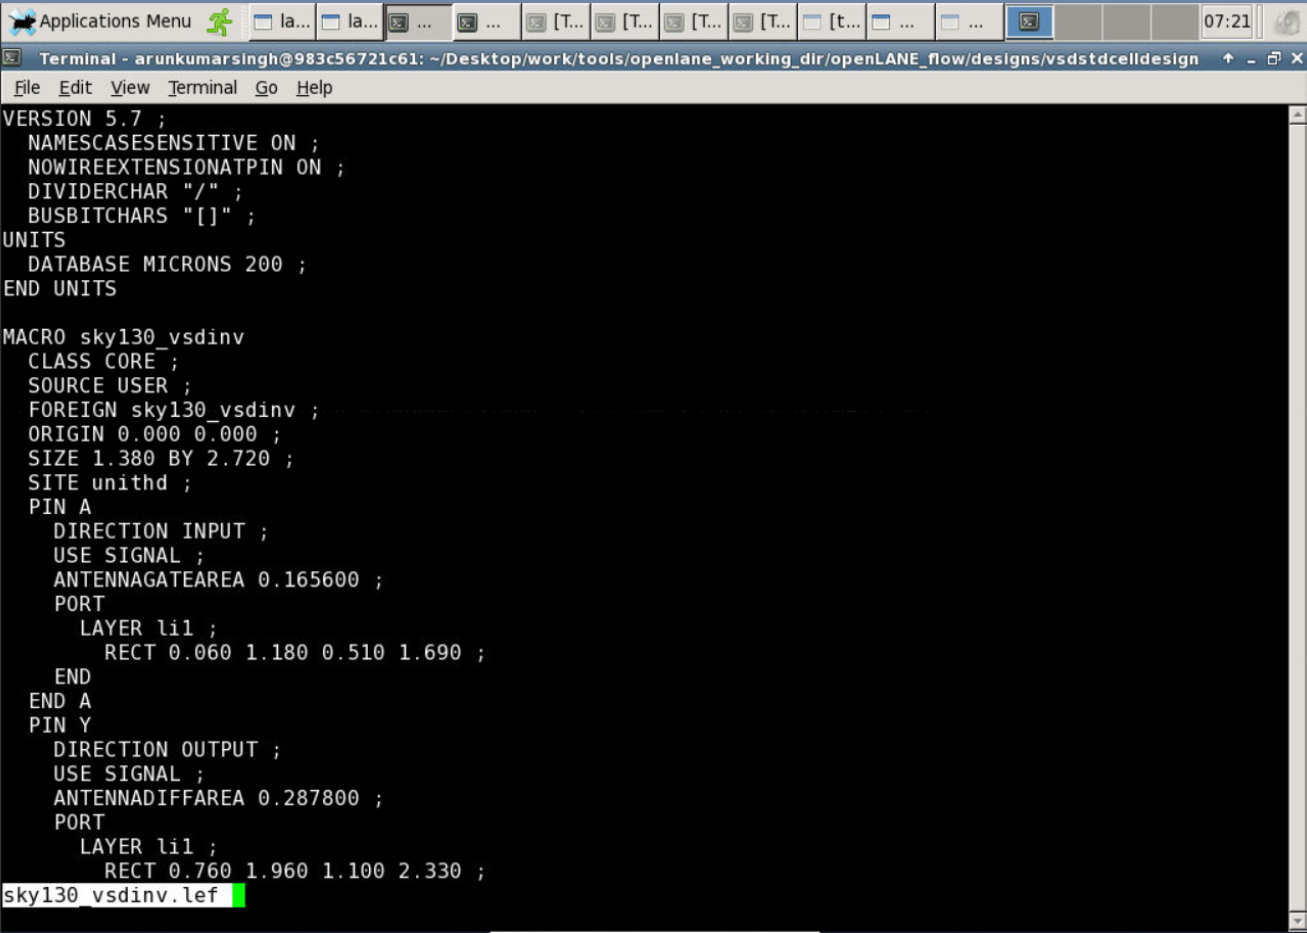 Applications Menu la... la... ... ... [T... [T... [T... [T... [t... ... ... 07:21
Terminal - arunkumarsingh@983c56721c61: ~/Desktop/work/tools/openlane_working_dir/openLANE_flow/designs/vsdstdcelldesign
File Edit View Terminal Go Help
VERSION 5.7 ;
  NAMESCASESENSITIVE ON ;
  NOWIREEXTENSIONATPIN ON ;
  DIVIDERCHAR "/" ;
  BUSBITCHARS "[]" ;
UNITS
  DATABASE MICRONS 200 ;
END UNITS
MACRO sky130_vsdinv
  CLASS CORE ;
  SOURCE USER ;
  FOREIGN sky130_vsdinv ;
  ORIGIN 0.000 0.000 ;
  SIZE 1.380 BY 2.720 ;
  SITE unithd ;
  PIN A
    DIRECTION INPUT ;
    USE SIGNAL ;
    ANTENNAGATEAREA 0.165600 ;
    PORT
      LAYER li1 ;
        RECT 0.060 1.180 0.510 1.690 ;
    END
  END A
  PIN Y
    DIRECTION OUTPUT ;
    USE SIGNAL ;
    ANTENNADIFFAREA 0.287800 ;
    PORT
      LAYER li1 ;
        RECT 0.760 1.960 1.100 2.330 ;
sky130_vsdinv.lef